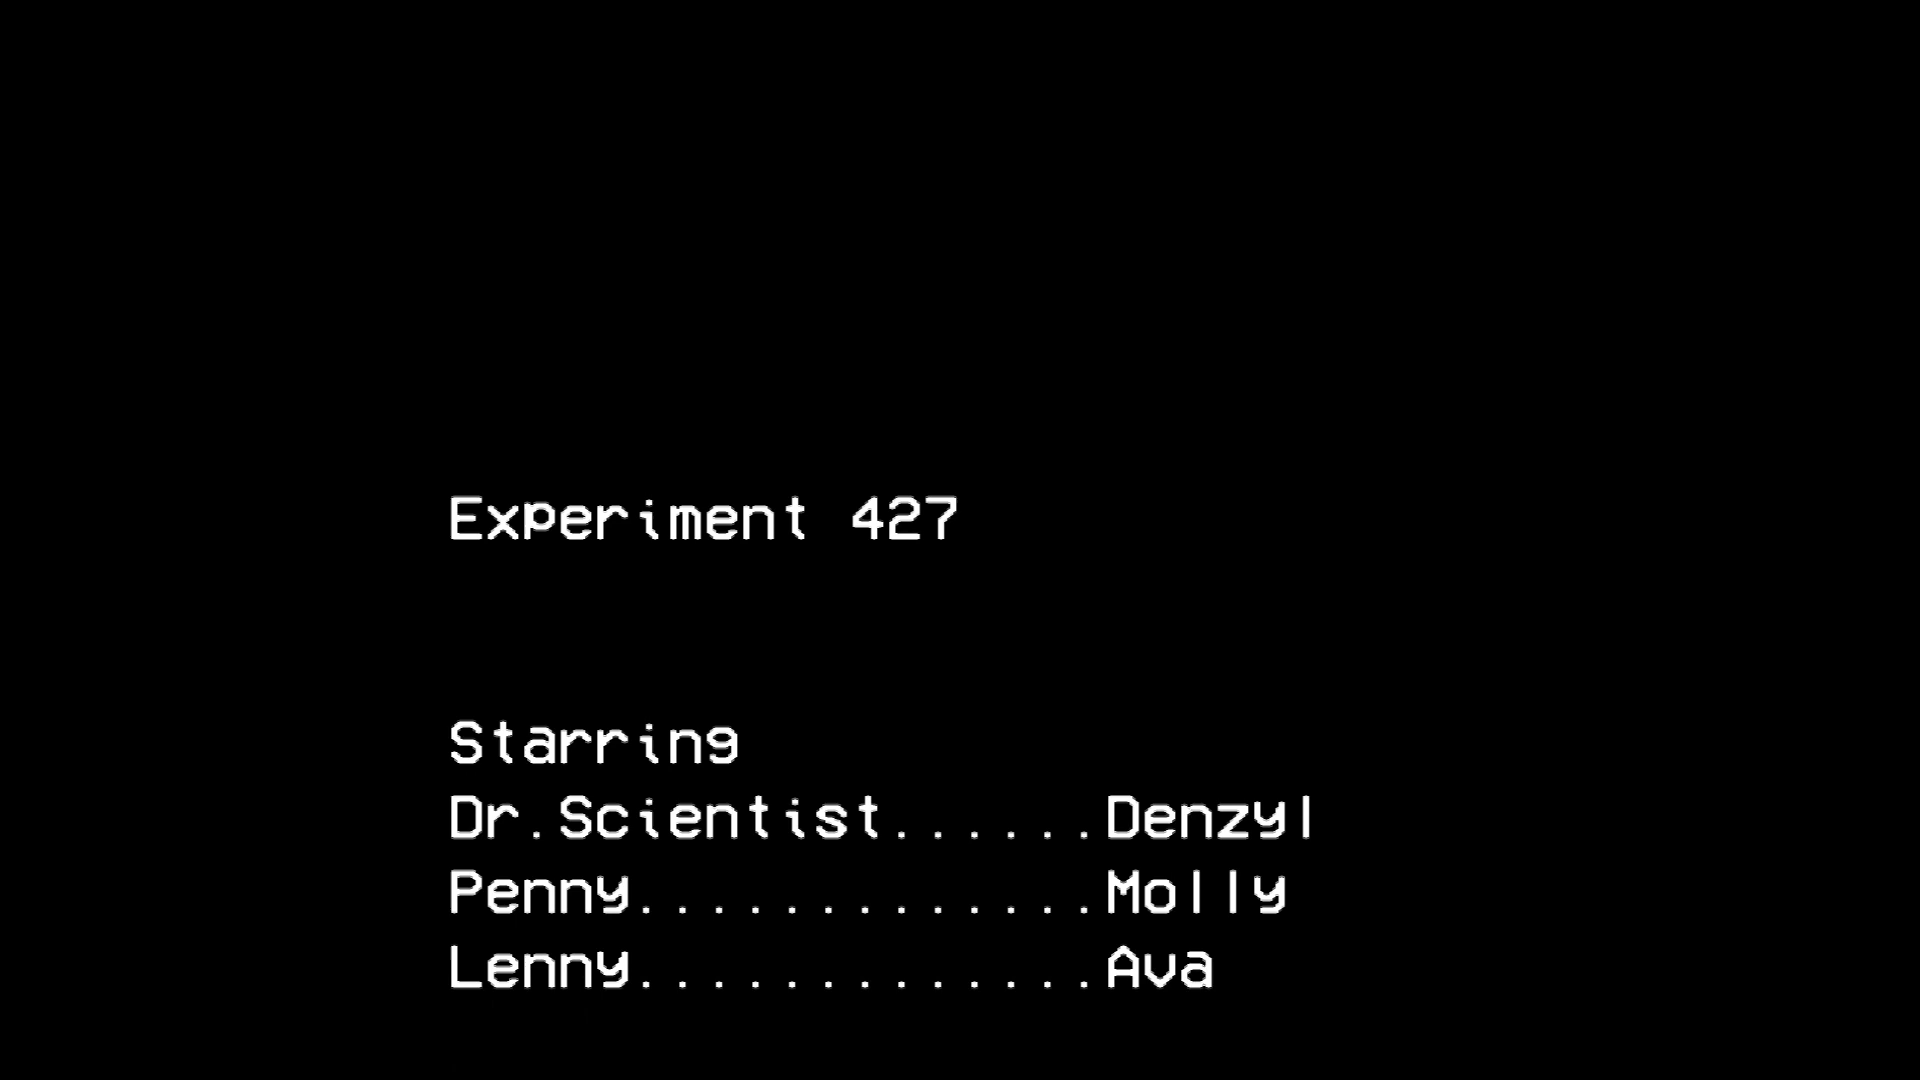 Experiment 427
Starring
Dr.Scientist......Denzyl
Penny.............Molly
Lenny.............Ava